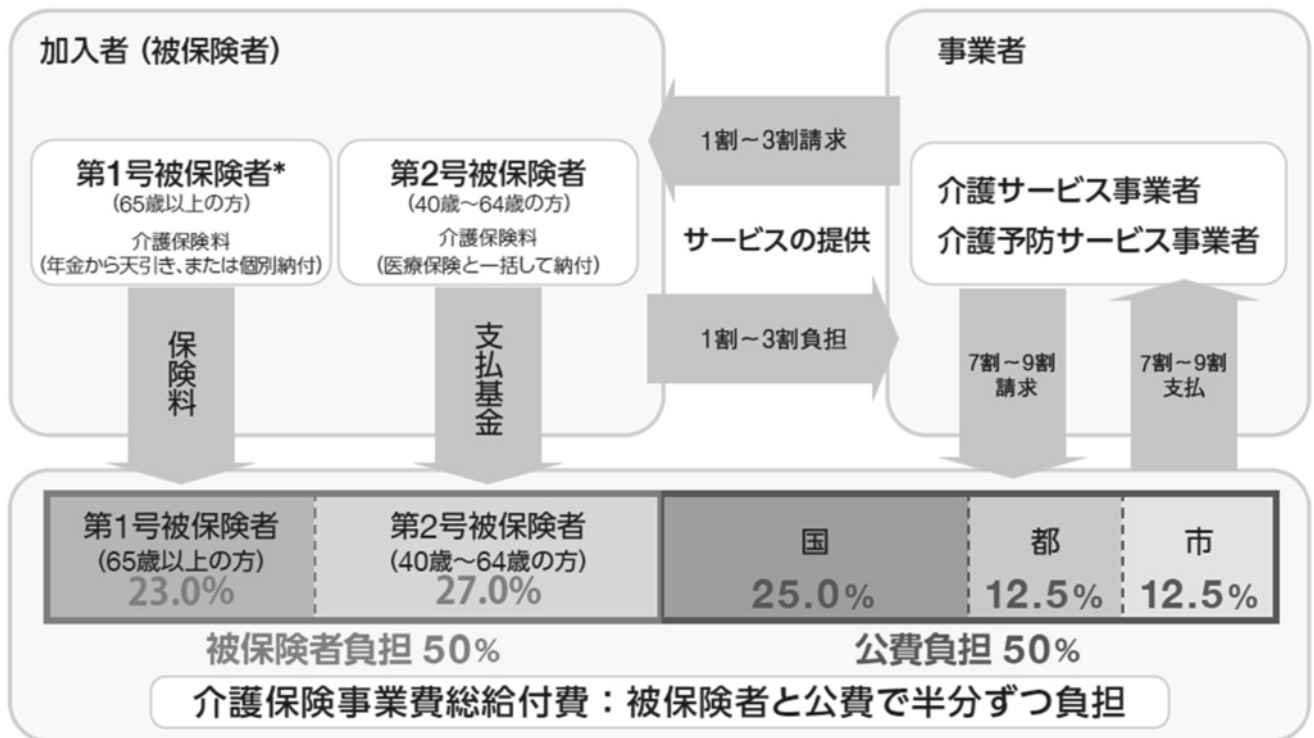 加入者（被保険者）
第1号被保険者*
（65歳以上の方）
介護保険料
（年金から天引き、または個別納付）
第2号被保険者
（40歳～64歳の方）
介護保険料
（医療保険と一括して納付）
保険料
支払基金
1割～3割請求
サービスの提供
1割～3割負担
事業者
介護サービス事業者
介護予防サービス事業者
7割～9割
請求
7割～9割
支払
第1号被保険者
（65歳以上の方）
23.0%
第2号被保険者
（40歳～64歳の方）
27.0%
国
25.0%
都
12.5%
市
12.5%
被保険者負担 50%
公費負担 50%
介護保険事業費総給付費：被保険者と公費で半分ずつ負担